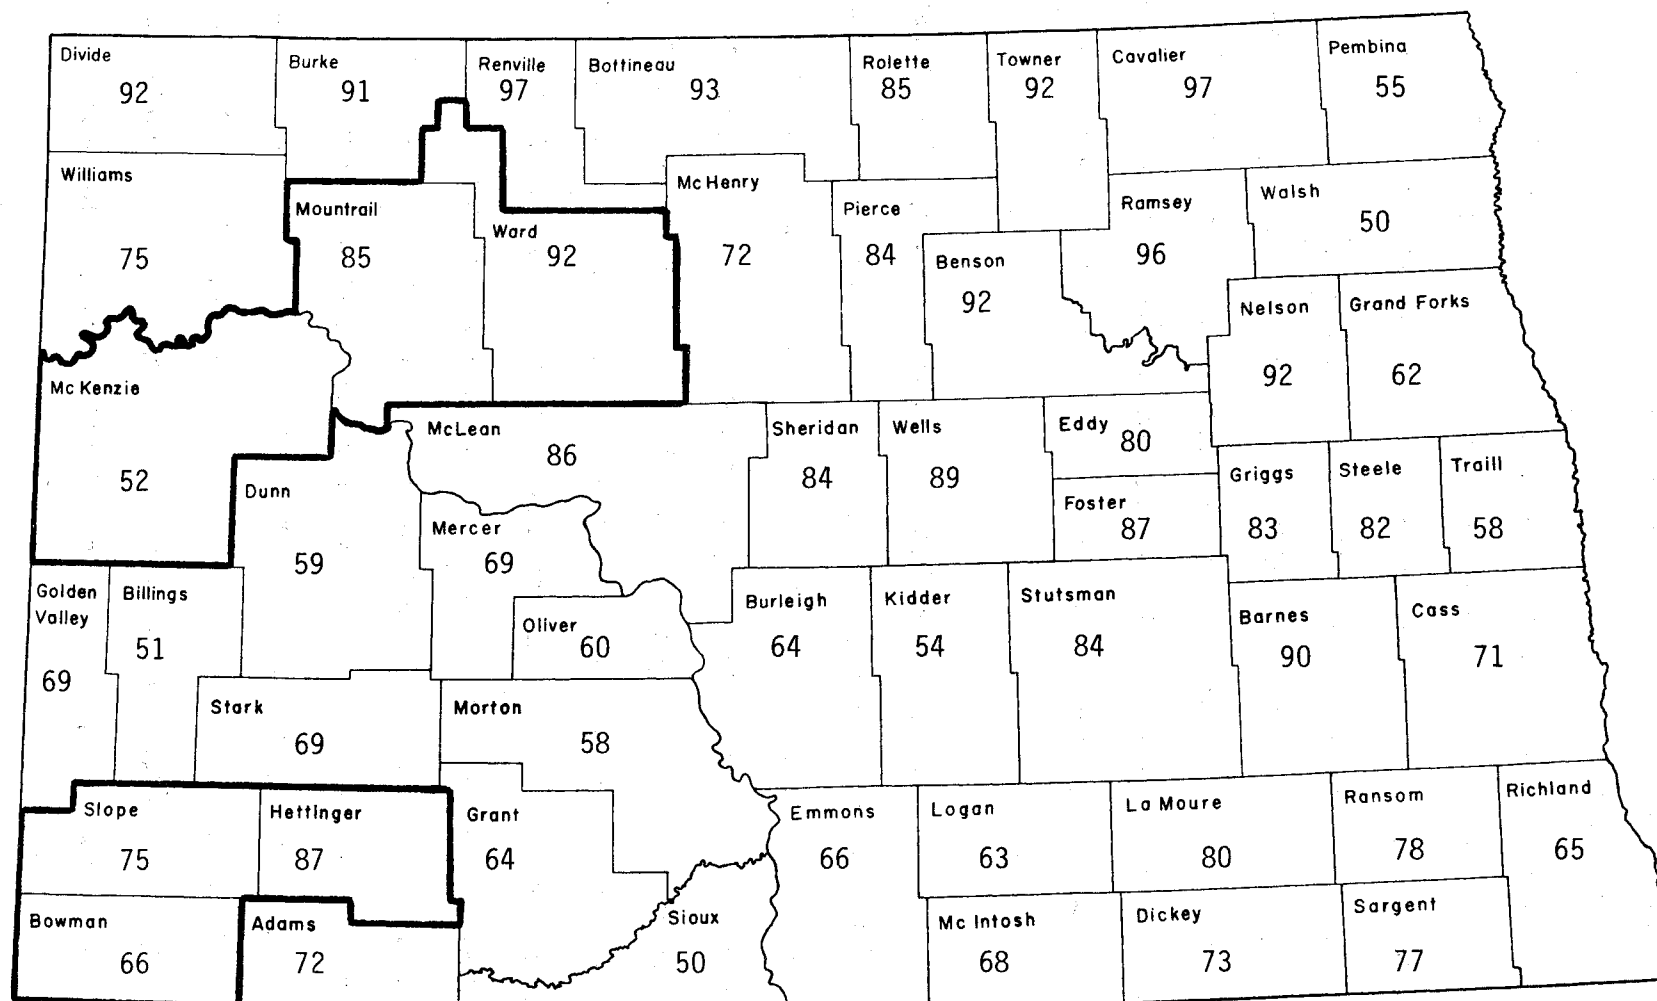 Divide
92
Burke
91
Renville
97
Bottineau
93
Rolette
85
Towner
92
Cavalier
97
Pembina
55
Williams
75
Mountrail
85
Ward
92
McHenry
72
Pierce
84
Benson
92
Ramsey
96
Walsh
50
Nelson
92
Grand Forks
62
McKenzie
52
Dunn
59
McLean
86
Mercer
69
Oliver
60
Sheridan
84
Wells
89
Eddy
80
Foster
87
Griggs
83
Steele
82
Traill
58
Golden
Valley
69
Billings
51
Stark
69
Morton
58
Burleigh
64
Kidder
54
Stutsman
84
Barnes
90
Cass
71
Slope
75
Hettinger
87
Grant
64
Emmons
66
Logan
63
La Moure
80
Ransom
78
Richland
65
Bowman
66
Adams
72
Sioux
50
Mc Intosh
68
Dickey
73
Sargent
77